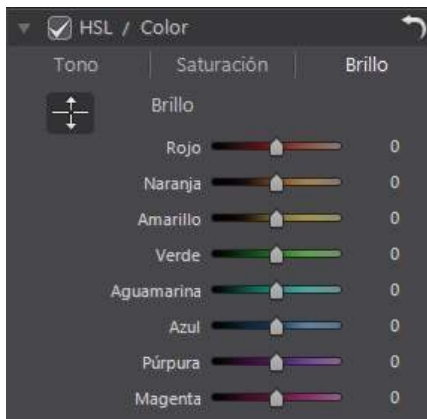 HSL / Color
Tono Saturación Brillo
Brillo
Rojo 0
Naranja 0
Amarillo 0
Verde 0
Aguamarina 0
Azul 0
Púrpura 0
Magenta 0